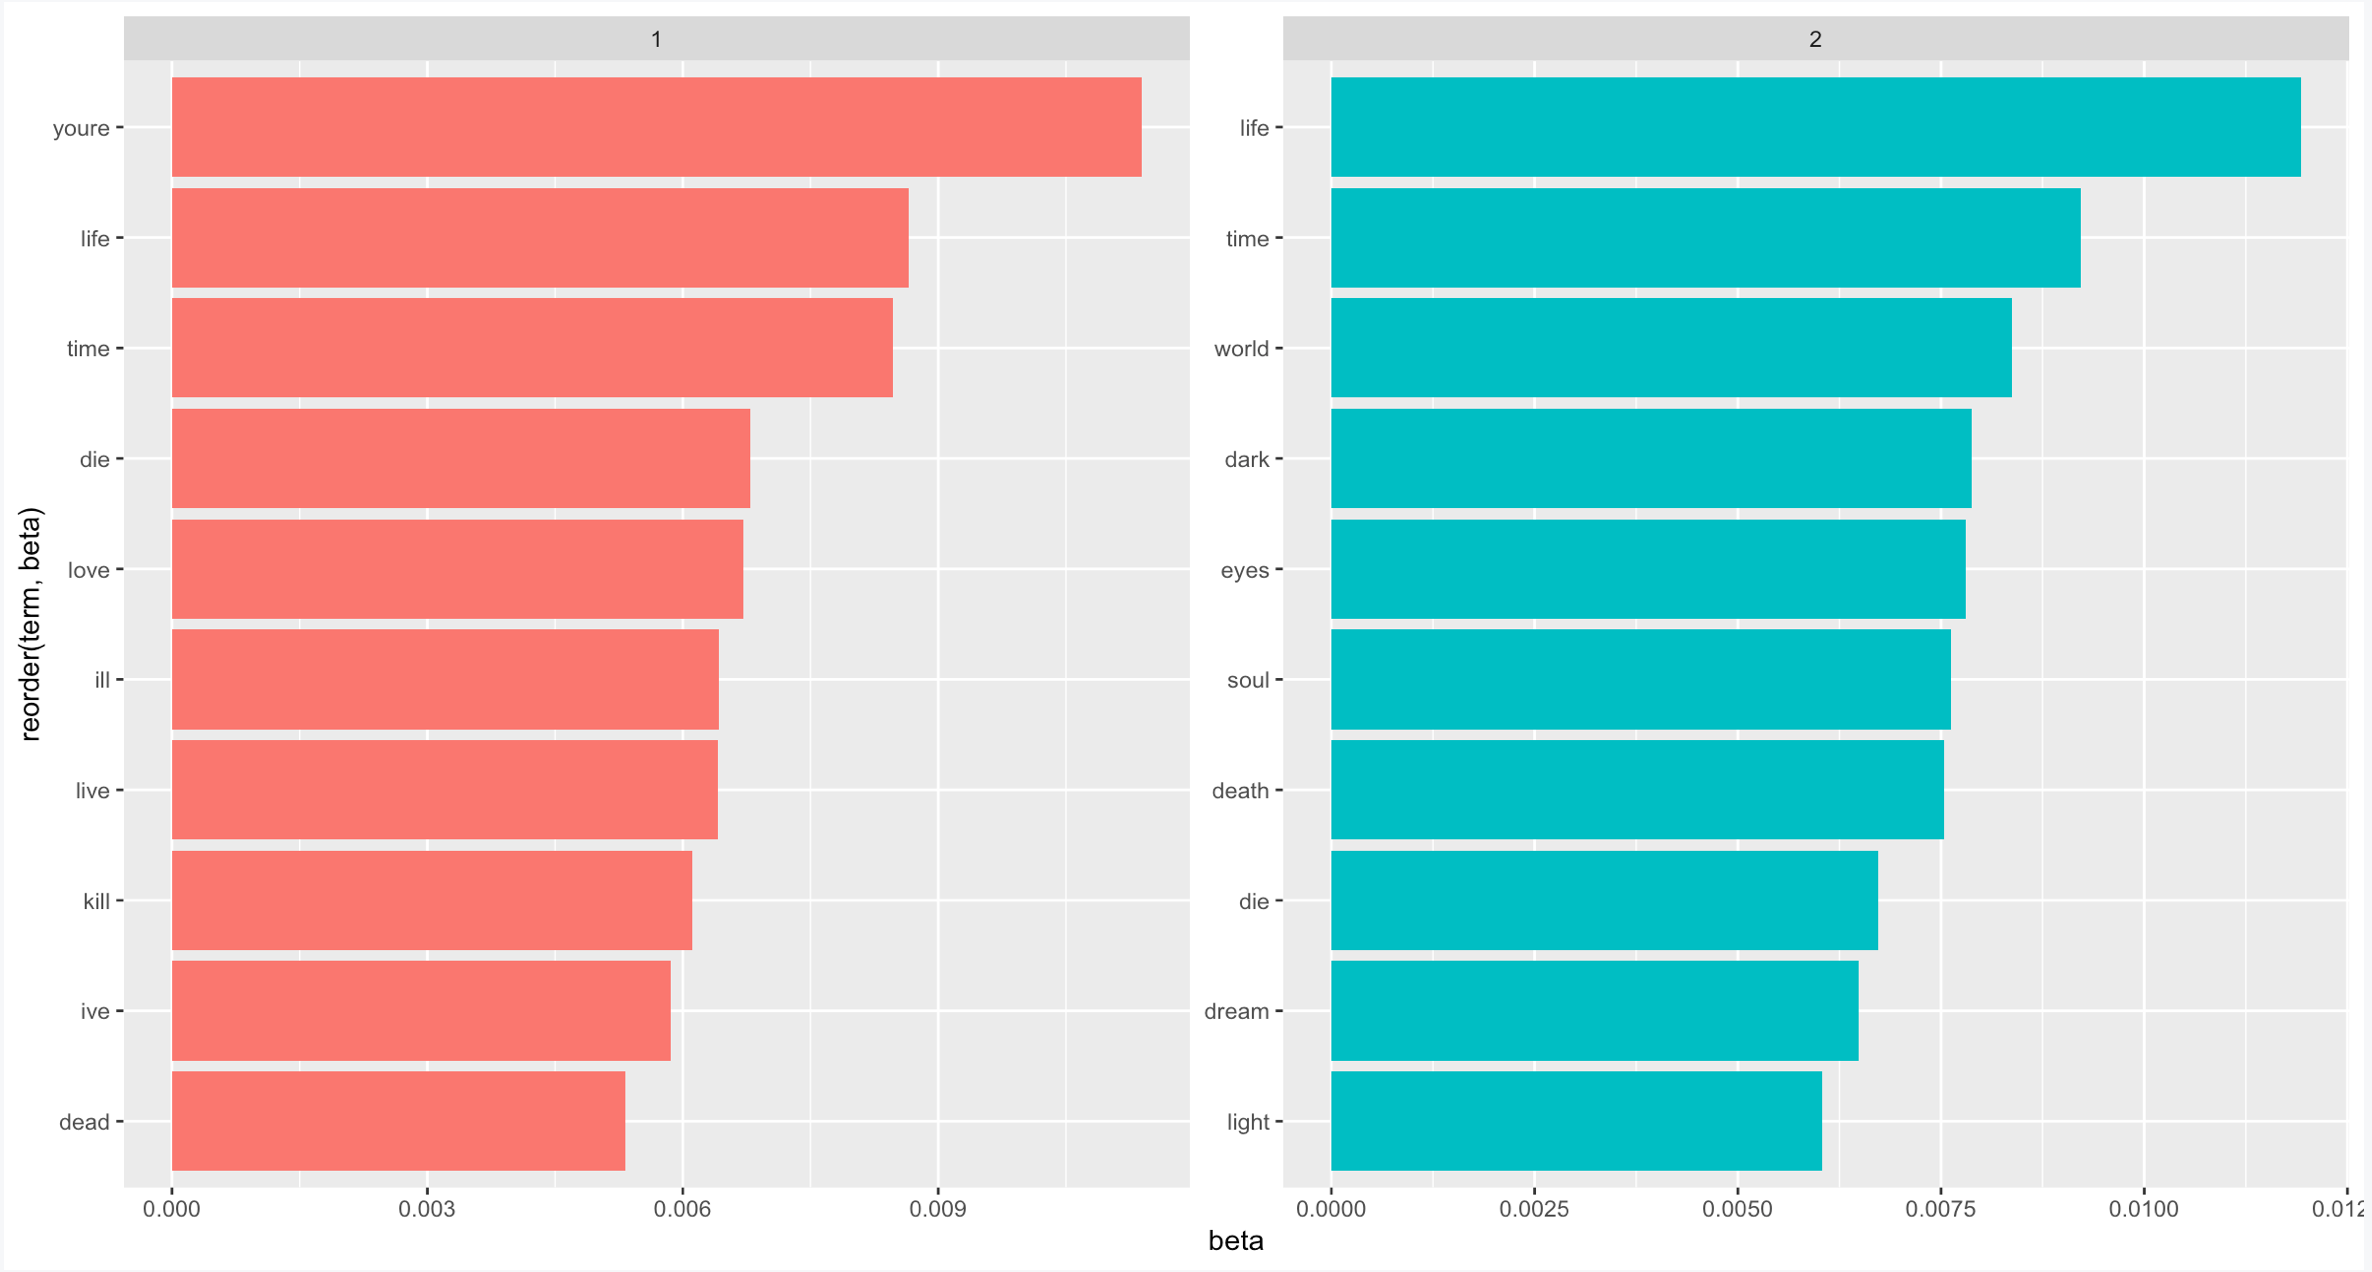 1
2
youre
life
time
die
love
ill
live
kill
ive
dead
life
time
world
dark
eyes
soul
death
die
dream
light
reorder(term, beta)
0.000 0.003 0.006 0.009
0.0000 0.0025 0.0050 0.0075 0.0100 0.012
beta